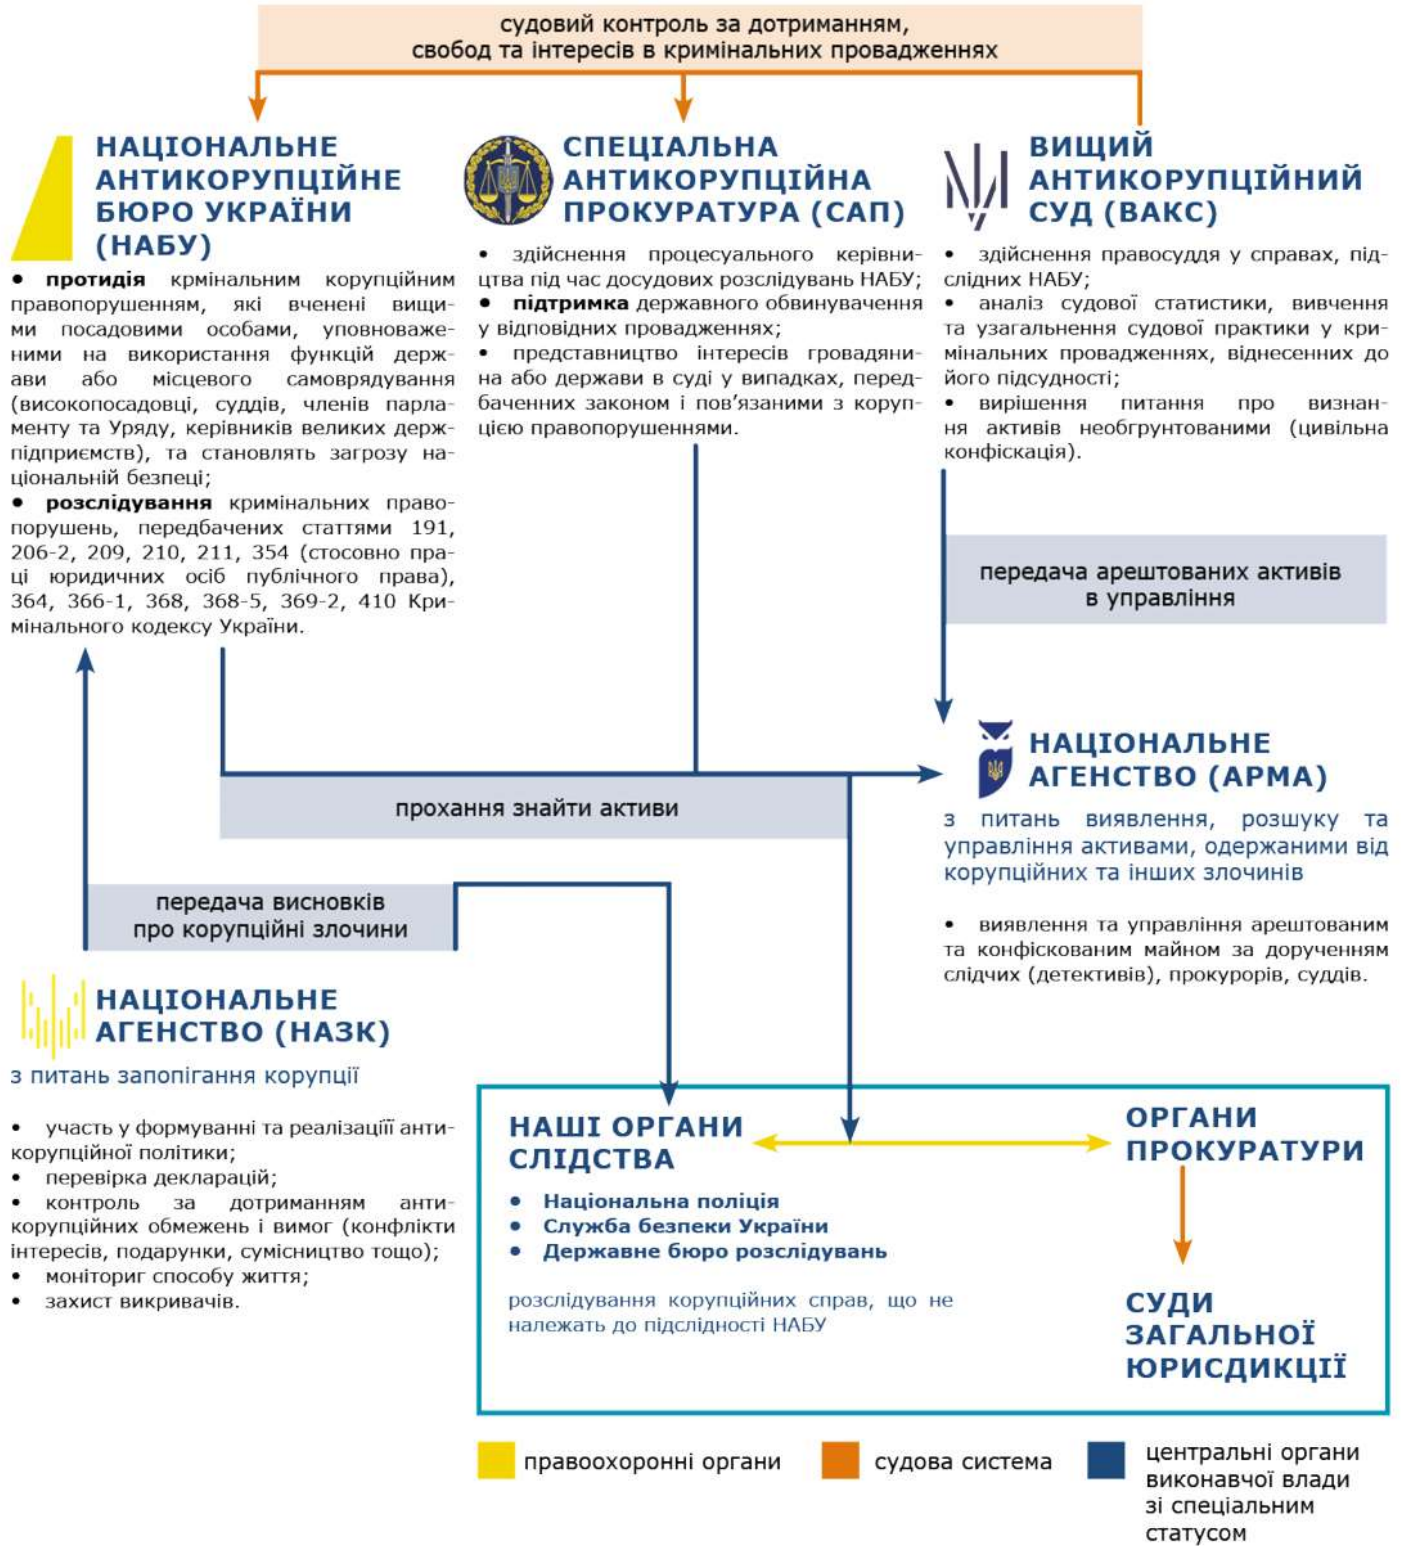 судовий контроль за дотриманням,
свобод та інтересів в кримінальних провадженнях
НАЦІОНАЛЬНЕ
АНТИКОРУПЦІЙНЕ
БЮРО УКРАЇНИ
(НАБУ)
• протидія крмінальним корупційним
правопорушенням, які вченені вищи-
ми посадовими особами, уповноваже-
ними на використання функцій держ-
ави або місцевого самоврядування
(високопосадовці, суддів, членів парла-
менту та Уряду, керівників великих держ-
підприємств), та становлять загрозу на-
ціональній безпеці;
• розслідування кримінальних право-
порушень, передбачених статтями 191,
206-2, 209, 210, 211, 354 (стосовно пра-
ці юридичних осіб публічного права),
364, 366-1, 368, 368-5, 369-2, 410 Кри-
мінального кодексу України.
СПЕЦІАЛЬНА
АНТИКОРУПЦІЙНА
ПРОКУРАТУРА (САП)
• здійснення процесуального керівни-
цтва під час досудових розслідувань НАБУ;
• підтримка державного обвинувачення
у відповідних провадженнях;
• представництво інтересів гровадяни-
на або держави в суді у випадках, перед-
баченних законом і пов’язаними з коруп-
цією правопорушеннями.
ВИЩИЙ
АНТИКОРУПЦІЙНИЙ
СУД (ВАКС)
• здійснення правосуддя у справах, під-
слідних НАБУ;
• аналіз судової статистики, вивчення
та узагальнення судової практики у кри-
мінальних провадженнях, віднесенних до
його підсудності;
• вирішення питання про визнан-
ня активів необгрунтованими (цивільна
конфіскація).
передача арештованих активів
в управління
НАЦІОНАЛЬНЕ
АГЕНСТВО (АРМА)
з питань виявлення, розшуку та
управління активами, одержаними від
корупційних та інших злочинів
• виявлення та управління арештованим
та конфіскованим майном за дорученням
слідчих (детективів), прокурорів, суддів.
прохання знайти активи
передача висновків
про корупційні злочини
НАЦІОНАЛЬНЕ
АГЕНСТВО (НАЗК)
з питань запопігання корупції
• участь у формуванні та реалізаціїі анти-
корупційної політики;
• перевірка декларацій;
• контроль за дотриманням анти-
корупційних обмежень і вимог (конфлікти
інтересів, подарунки, сумісництво тощо);
• моніториг способу життя;
• захист викривачів.
НАШІ ОРГАНИ
СЛІДСТВА
• Національна поліція
• Служба безпеки України
• Державне бюро розслідувань
розслідування корупційних справ, що не
належать до підслідності НАБУ
ОРГАНИ
ПРОКУРАТУРИ
СУДИ
ЗАГАЛЬНОЇ
ЮРИСДИКЦІЇ
правоохоронні органи
судова система
центральні органи
виконавчої влади
зі спеціальним
статусом